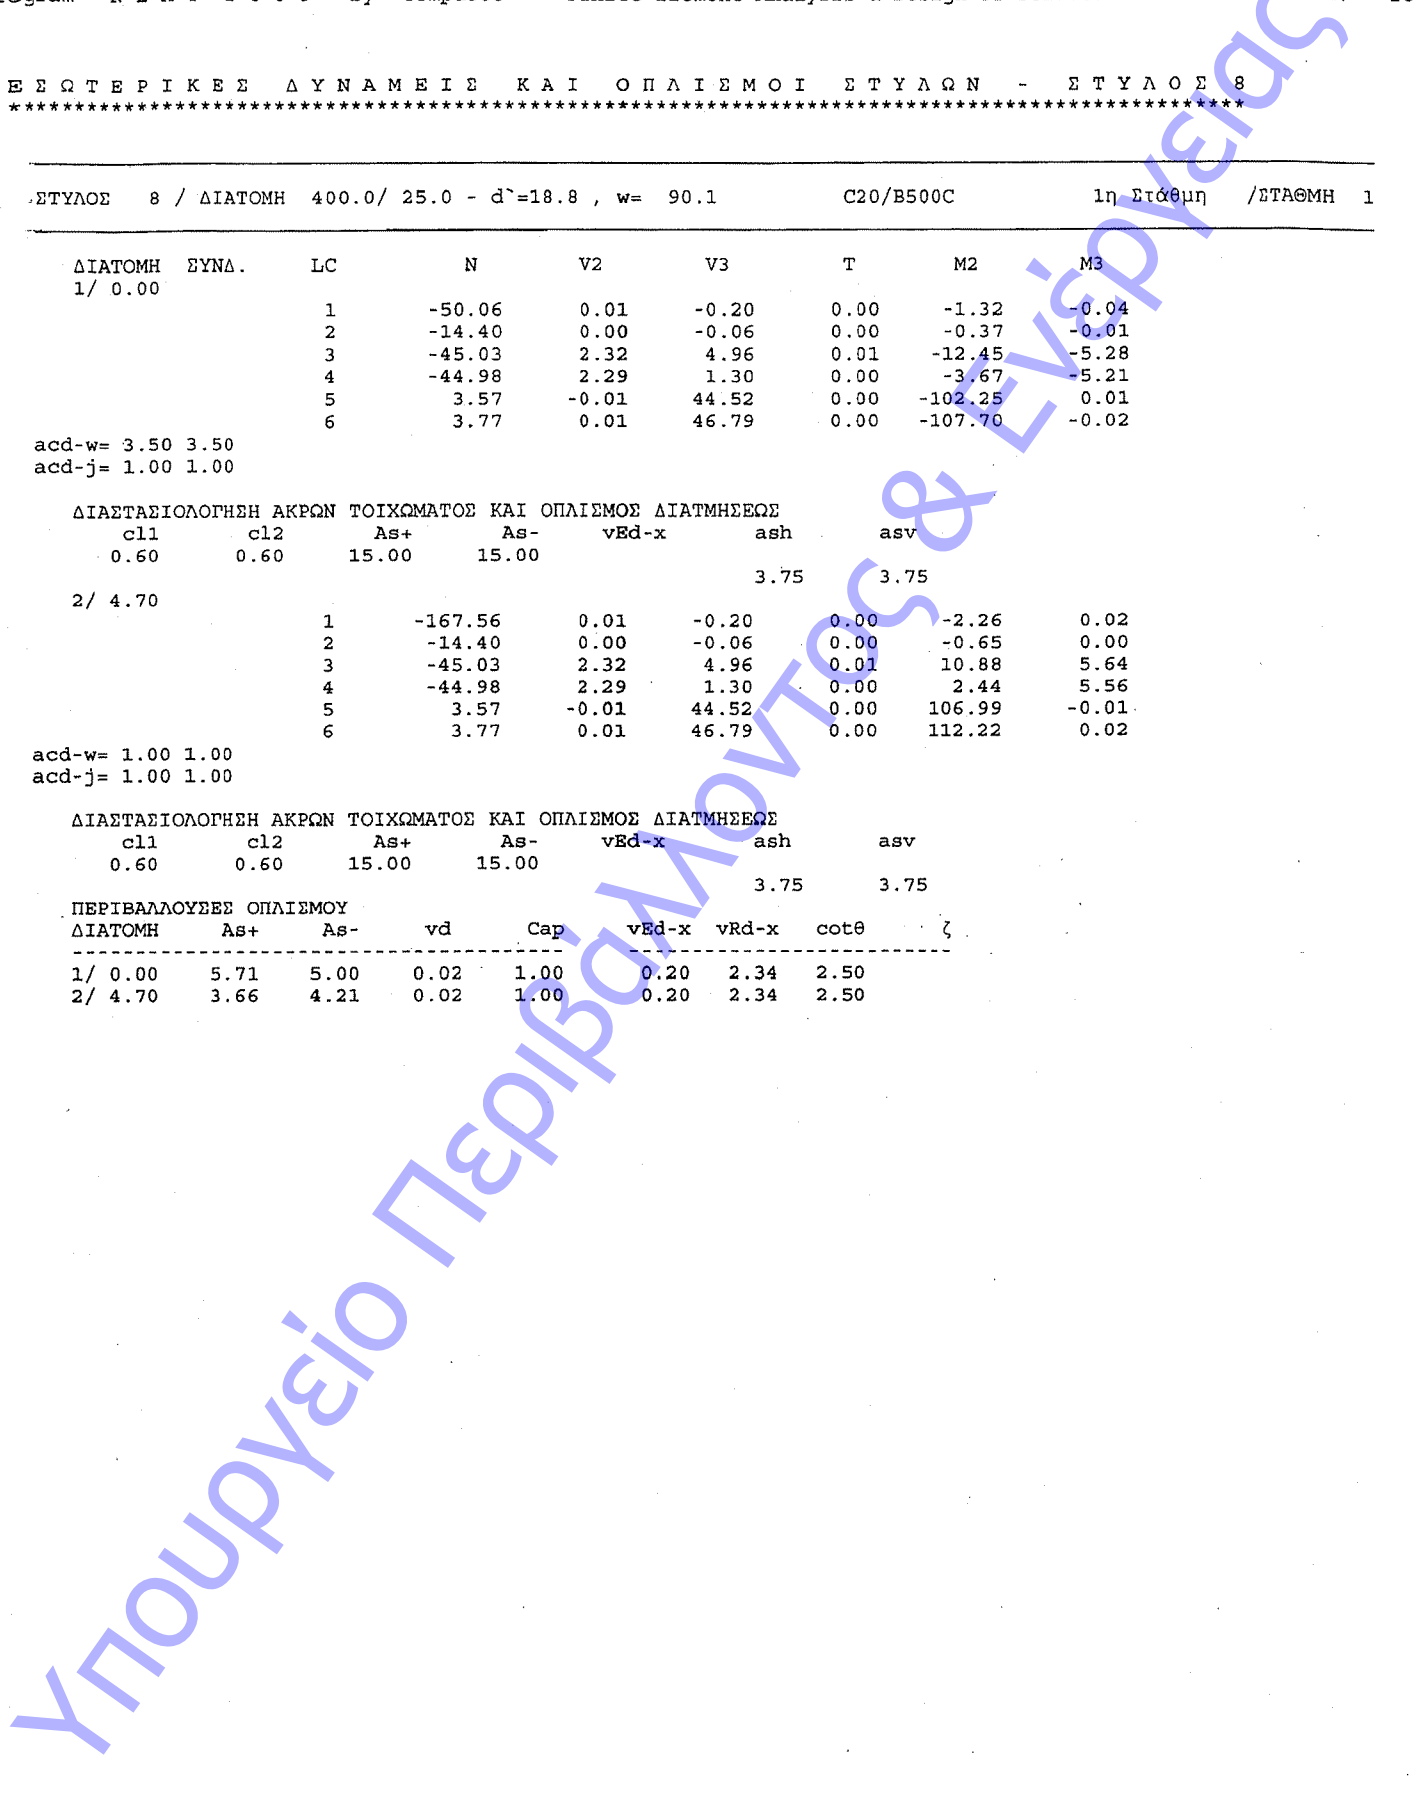 ΕΣΩΤΕΡΙΚΕΣ ΔΥΝΑΜΕΙΣ ΚΑΙ ΟΠΛΙΣΜΟΙ ΣΤΥΛΩΝ - ΣΤΥΛΟΣ 8
*********************************************************************************************
ΣΤΥΛΟΣ 8 / ΔΙΑΤΟΜΗ 400.0/ 25.0 - d`=18.8 , w= 90.1 C20/B500C 1η Στάθμη /ΣΤΑΘΜΗ 1
ΔΙΑΤΟΜΗ ΣΥΝΔ. LC N V2 V3 T M2 M3
1/ 0.00
1 -50.06 0.01 -0.20 0.00 -1.32 -0.04
2 -14.40 0.00 -0.06 0.00 -0.37 -0.01
3 -45.03 2.32 4.96 0.01 -12.45 -5.28
4 -44.98 2.29 1.30 0.00 -3.67 -5.21
5 3.57 -0.01 44.52 0.00 -102.25 0.01
6 3.77 0.01 46.79 0.00 -107.70 -0.02
acd-w= 3.50 3.50
acd-j= 1.00 1.00
ΔΙΑΣΤΑΣΙΟΛΟΓΗΣΗ ΑΚΡΩΝ ΤΟΙΧΩΜΑΤΟΣ ΚΑΙ ΟΠΛΙΣΜΟΣ ΔΙΑΤΜΗΣΕΩΣ
cl1 cl2 As+ As- vEd-x ash asv
0.60 0.60 15.00 15.00
3.75 3.75
2/ 4.70
1 -167.56 0.01 -0.20 0.00 -2.26 0.02
2 -14.40 0.00 -0.06 0.00 -0.65 0.00
3 -45.03 2.32 4.96 0.01 10.88 5.64
4 -44.98 2.29 1.30 0.00 2.44 5.56
5 3.57 -0.01 44.52 0.00 106.99 -0.01
6 3.77 0.01 46.79 0.00 112.22 0.02
acd-w= 1.00 1.00
acd-j= 1.00 1.00
ΔΙΑΣΤΑΣΙΟΛΟΓΗΣΗ ΑΚΡΩΝ ΤΟΙΧΩΜΑΤΟΣ ΚΑΙ ΟΠΛΙΣΜΟΣ ΔΙΑΤΜΗΣΕΩΣ
cl1 cl2 As+ As- vEd-x ash asv
0.60 0.60 15.00 15.00
3.75 3.75
ΠΕΡΙΒΑΛΛΟΥΣΕΣ ΟΠΛΙΣΜΟΥ
ΔΙΑΤΟΜΗ As+ As- vd Cap vEd-x vRd-x cotθ ζ
1/ 0.00 5.71 5.00 0.02 1.00 0.20 2.34 2.50
2/ 4.70 3.66 4.21 0.02 1.00 0.20 2.34 2.50
Υπουργείο Περιβάλλοντος & Ενέργειας